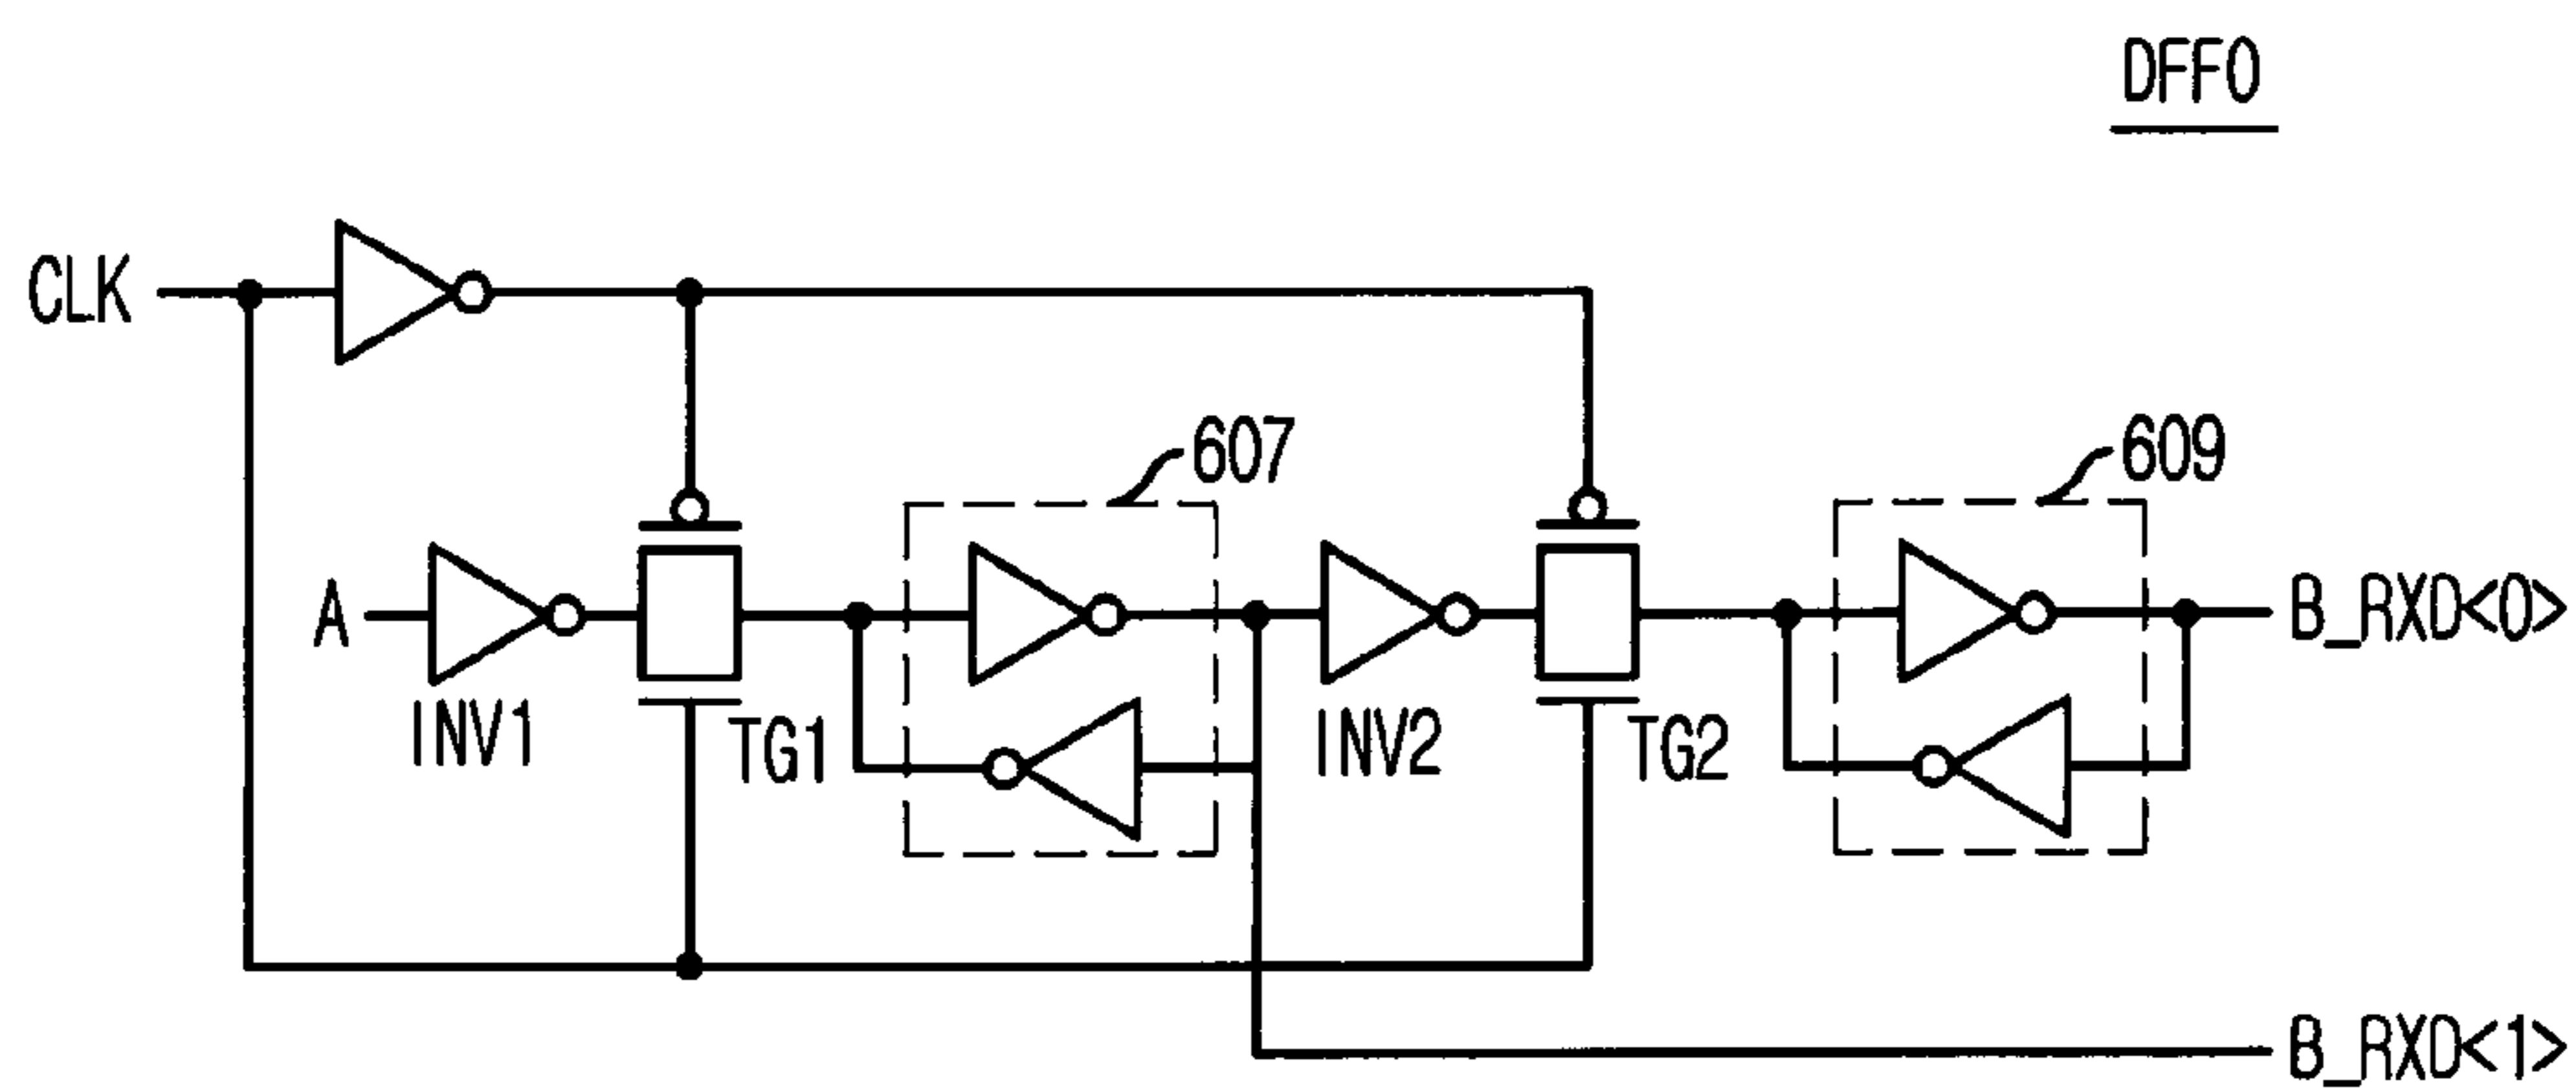 DFF0
CLK
607
609
A
B_RXD<0>
INV1
TG1
INV2
TG2
B_RXD<1>